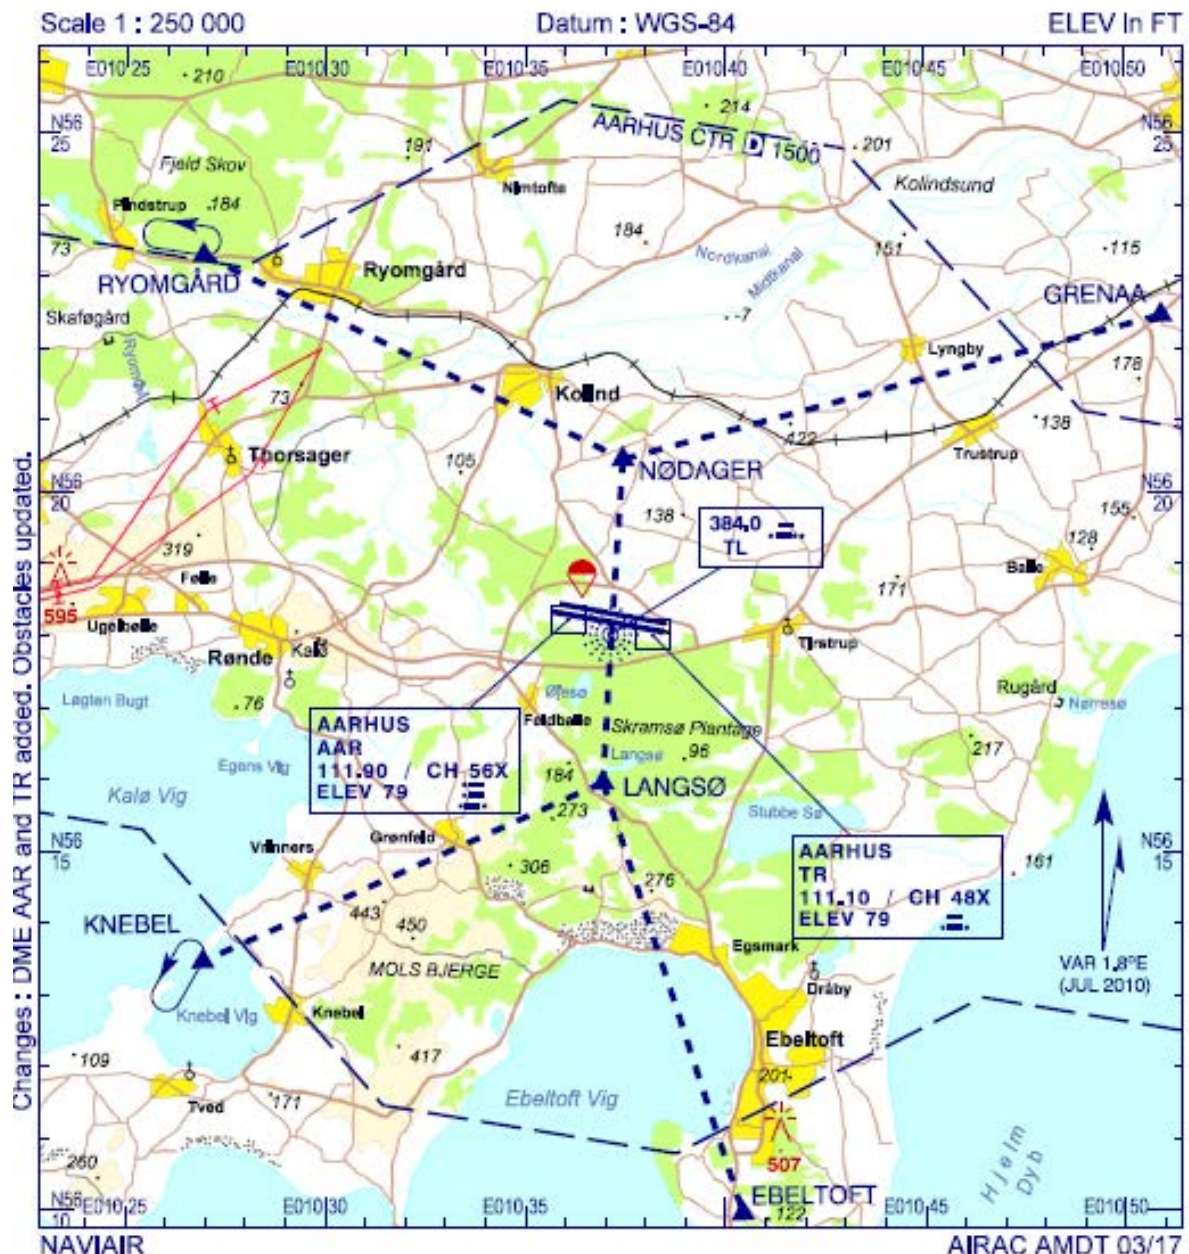 Scale 1 : 250 000 Datum : WGS-84 ELEV In FT
E010 25 E010 30 E010 35 E010 40 E010 45 E010 50
210
214
N56 25
AARHUS CTR D 1500
201
N56 25
191
Fjeld Skov
Nimtofte
Kolindsund
Pindstrup
184
184
151
115
73
Nordkanal
Midtkanal
RYOMGÅRD
Ryomgård
GRENAA
Skaføgård
-7
Lyngby
178
73
Kolind
138
122
Thorsager
Trustrup
105
NØDAGER
N56 20
N56 20
138
384.0
TL
155
319
128
Følle
171
Balle
595
Ugelbølle
Rønde
Kalø
Tirstrup
Løgten Bugt
76
Øjesø
Rugård
Nørresø
Feldballe
Skramsø Plantage
217
AARHUS
AAR
111.90 / CH 56X
ELEV 79
Langsø
96
Egens Vig
184
LANGSØ
Kalø Vig
273
Stubbe Sø
Grønfeld
N56 15
Vrinners
N56 15
306
AARHUS
TR
111.10 / CH 48X
ELEV 79
161
276
443
KNEBEL
450
Egsmark
MOLS BJERGE
VAR 1.8°E
(JUL 2010)
Dråby
Knebel Vig
Knebel
Ebeltoft
417
109
201
Ebeltoft Vig
171
Tved
507
Hjelm
Dyb
260
EBELTOFT
122
N56 10
N56 10
E010 25 E010 30 E010 35 E010 45 E010 50
NAVIAIR AIRAC AMDT 03/17
Changes : DME AAR and TR added. Obstacles updated.